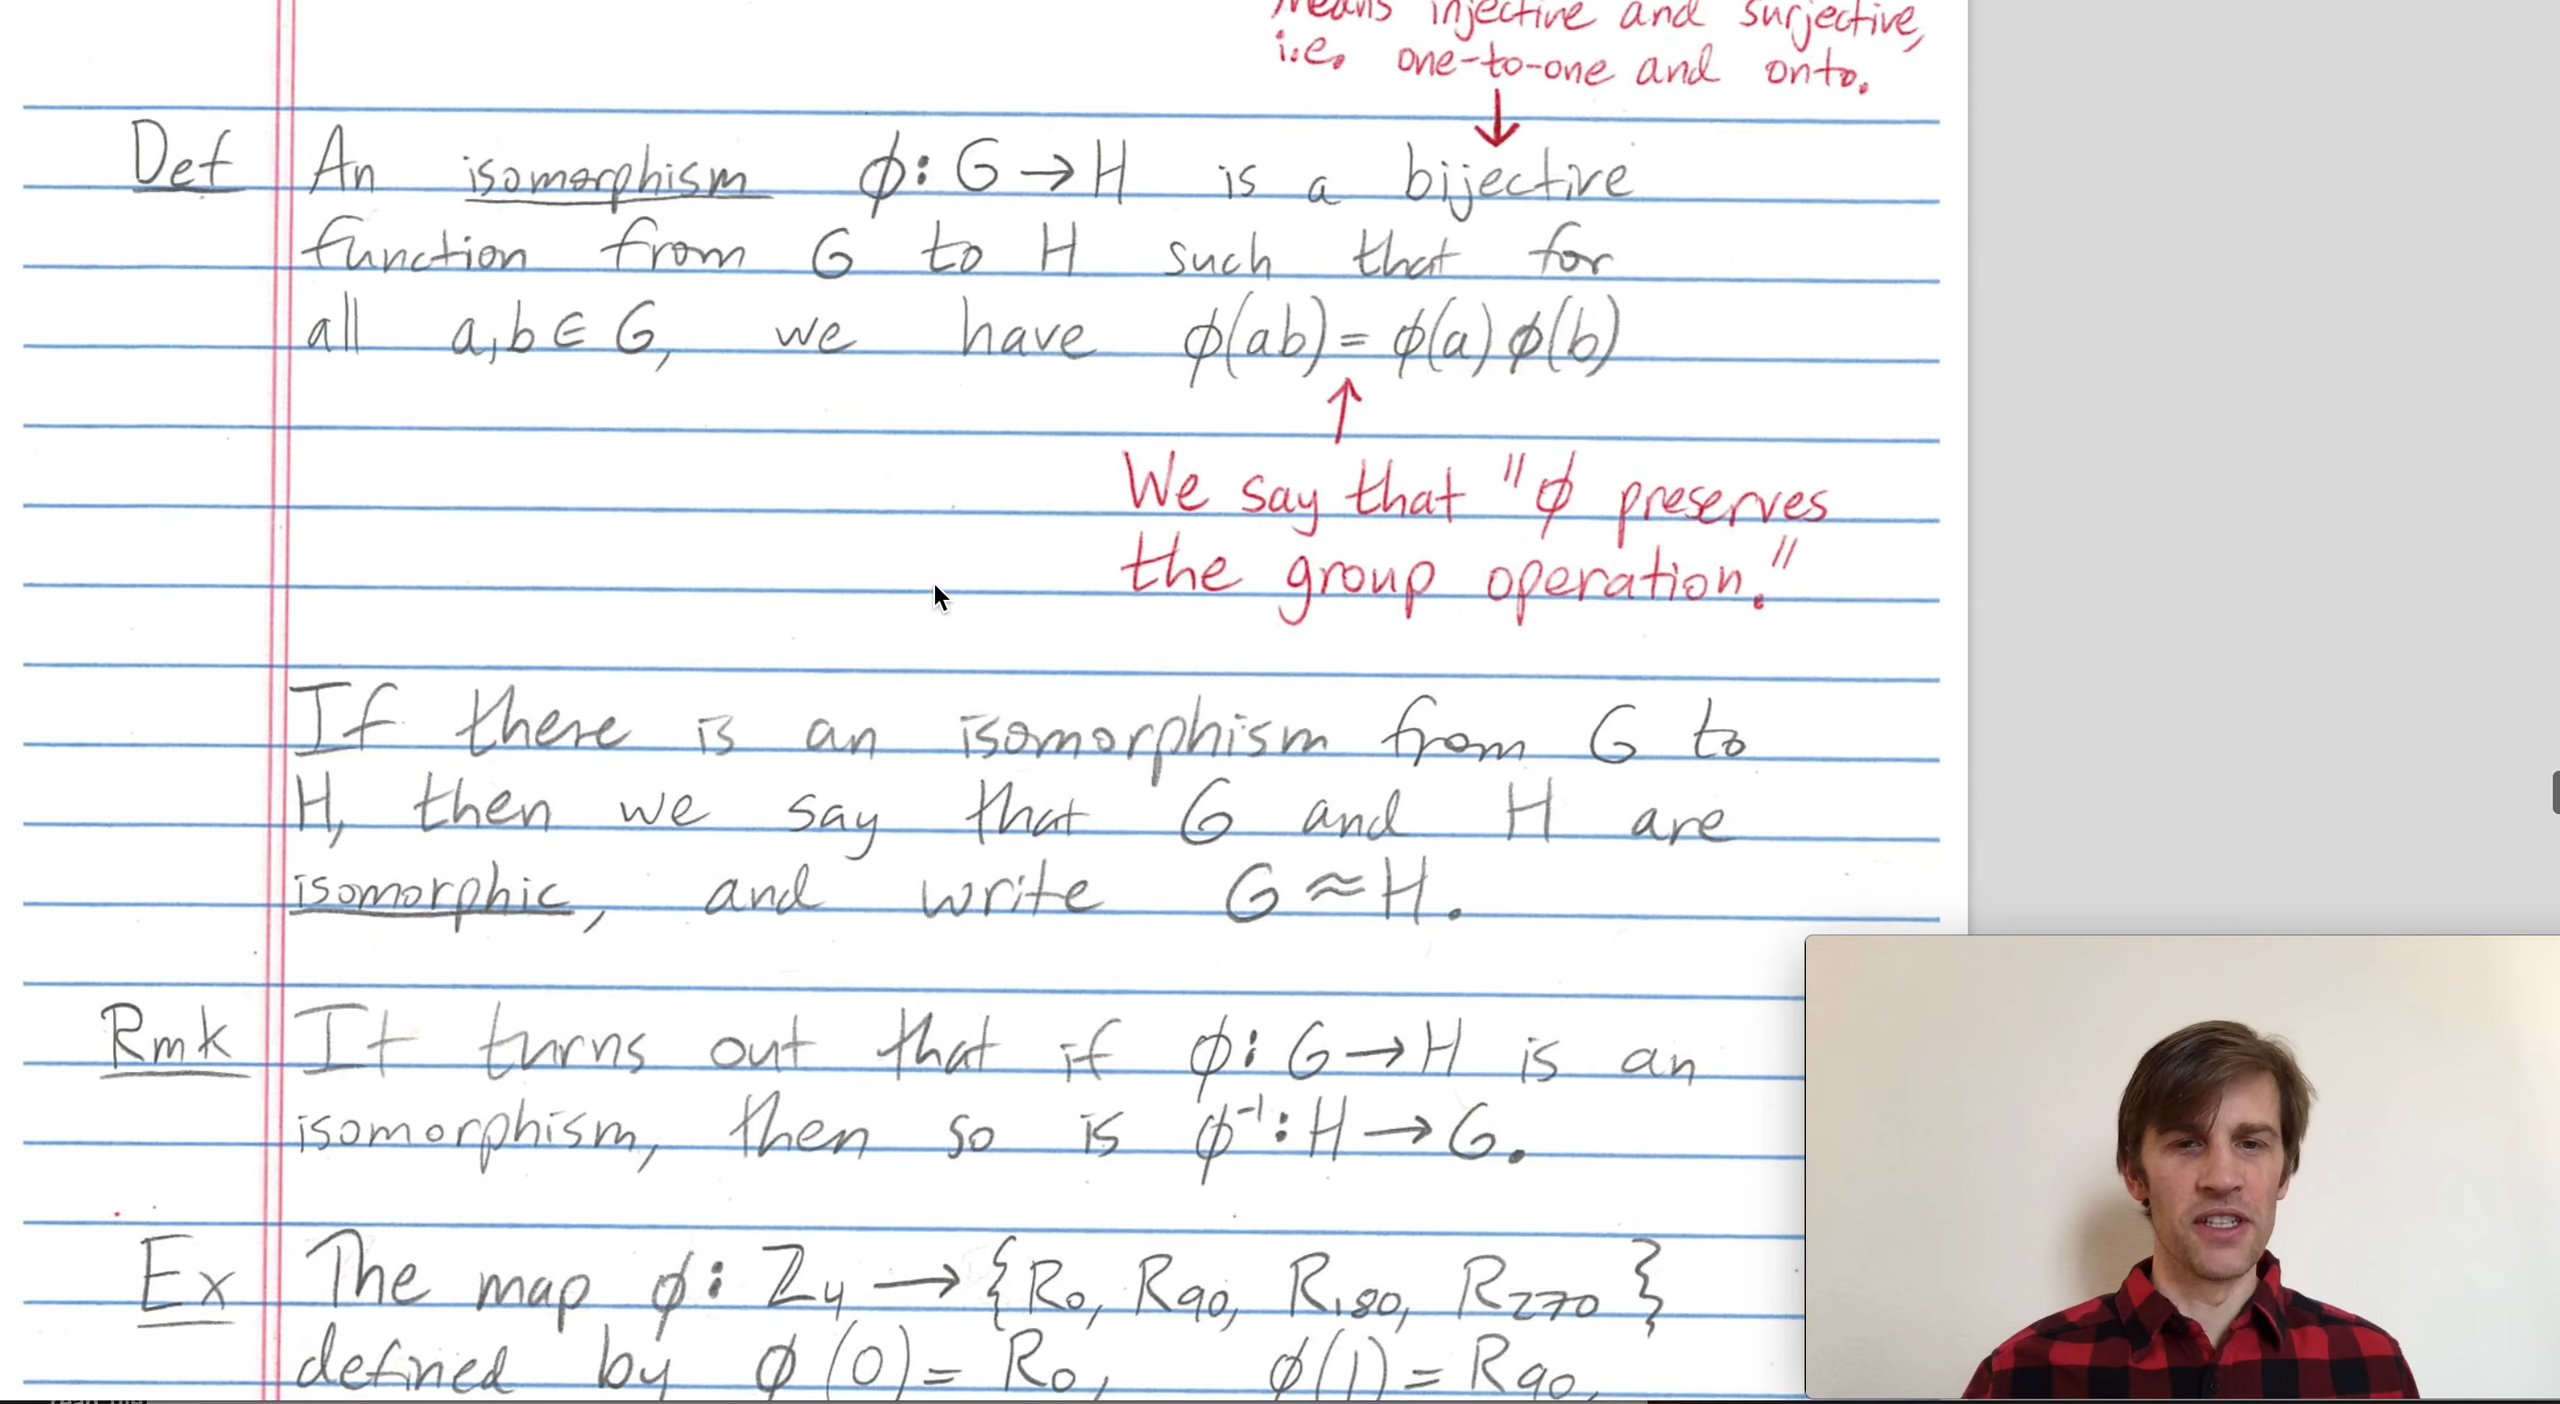 means injective and surjective,
i.e. one-to-one and onto.
Def An isomorphism ϕ: G → H is a bijective
function from G to H such that for
all a,b ∈ G, we have ϕ(ab) = ϕ(a) ϕ(b)
We say that "ϕ preserves
the group operation."
If there is an isomorphism from G to
H, then we say that G and H are
isomorphic, and write G ≈ H.
Rmk It turns out that if ϕ: G → H is an
isomorphism, then so is ϕ⁻¹: H → G.
Ex The map ϕ: Z₄ → {R₀, R₉₀, R₁₈₀, R₂₇₀}
defined by ϕ(0) = R₀, ϕ(1) = R₉₀,